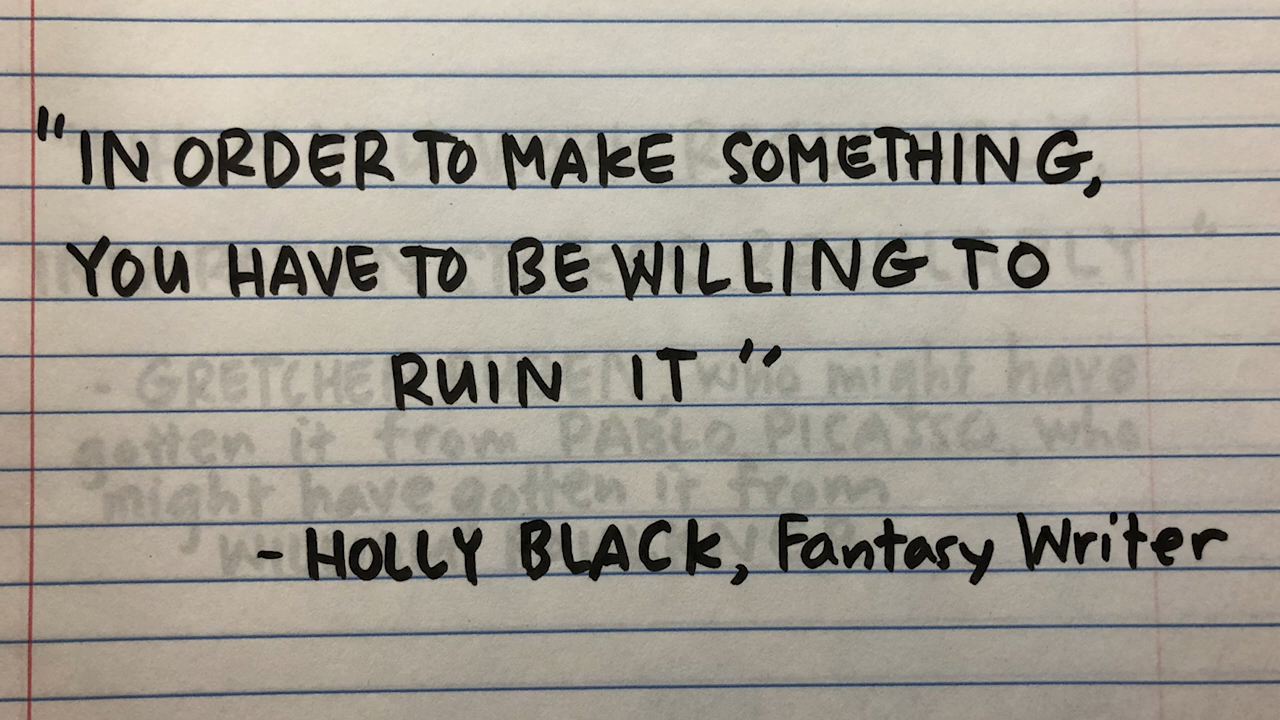 "IN ORDER TO MAKE SOMETHING,
YOU HAVE TO BE WILLING TO
RUIN IT"
- HOLLY BLACK, Fantasy Writer
- GRETCHE
who might have
gotten it from PABLO PICASSO, who
might have gotten it from